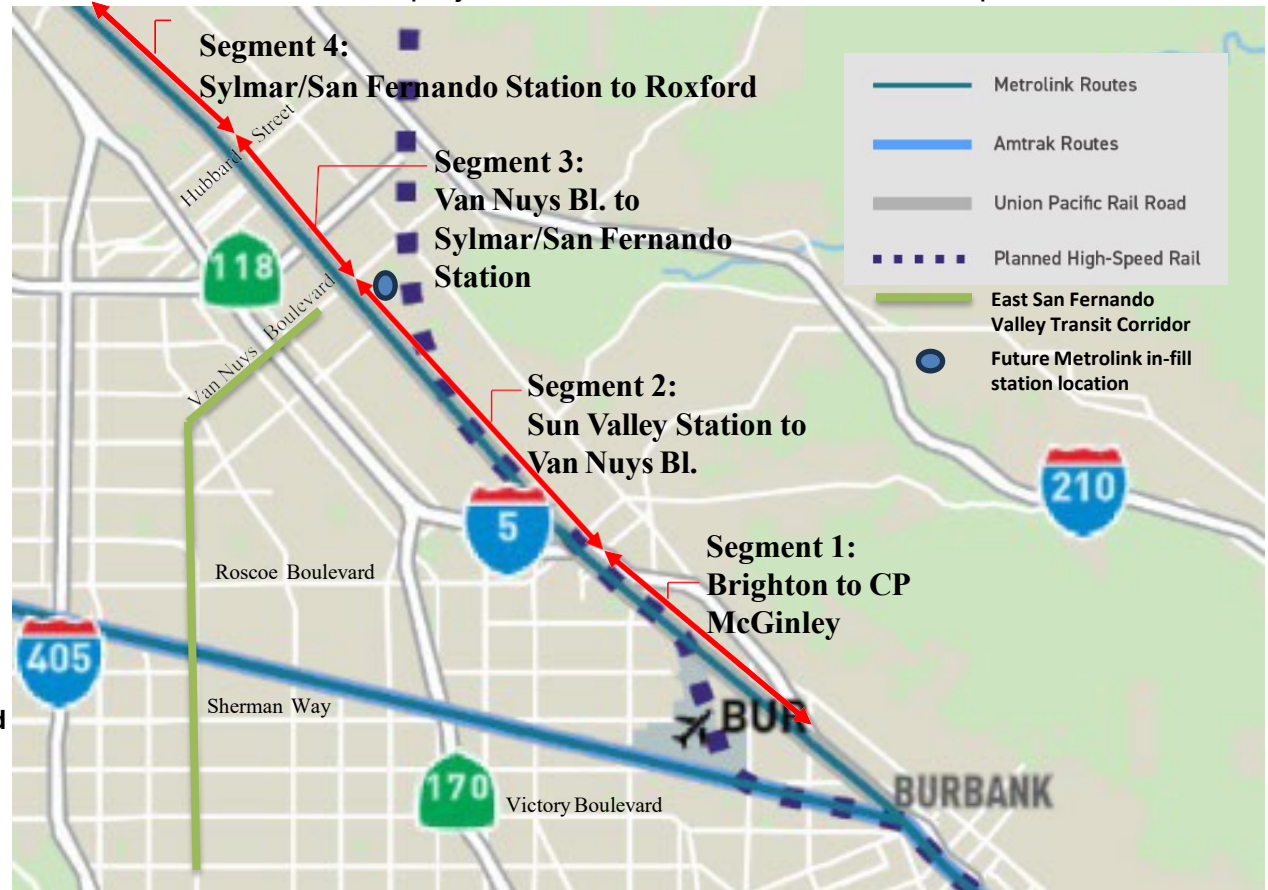 Segment 4:
Sylmar/San Fernando Station to Roxford
Metrolink Routes
Amtrak Routes
Union Pacific Rail Road
Planned High-Speed Rail
East San Fernando
Valley Transit Corridor
Future Metrolink in-fill
station location
Hubbard Street
Segment 3:
Van Nuys Bl. to
Sylmar/San Fernando
Station
118
Van Nuys Boulevard
Segment 2:
Sun Valley Station to
Van Nuys Bl.
5
210
Segment 1:
Brighton to CP
McGinley
Roscoe Boulevard
405
Sherman Way
BUR
170
Victory Boulevard
BURBANK